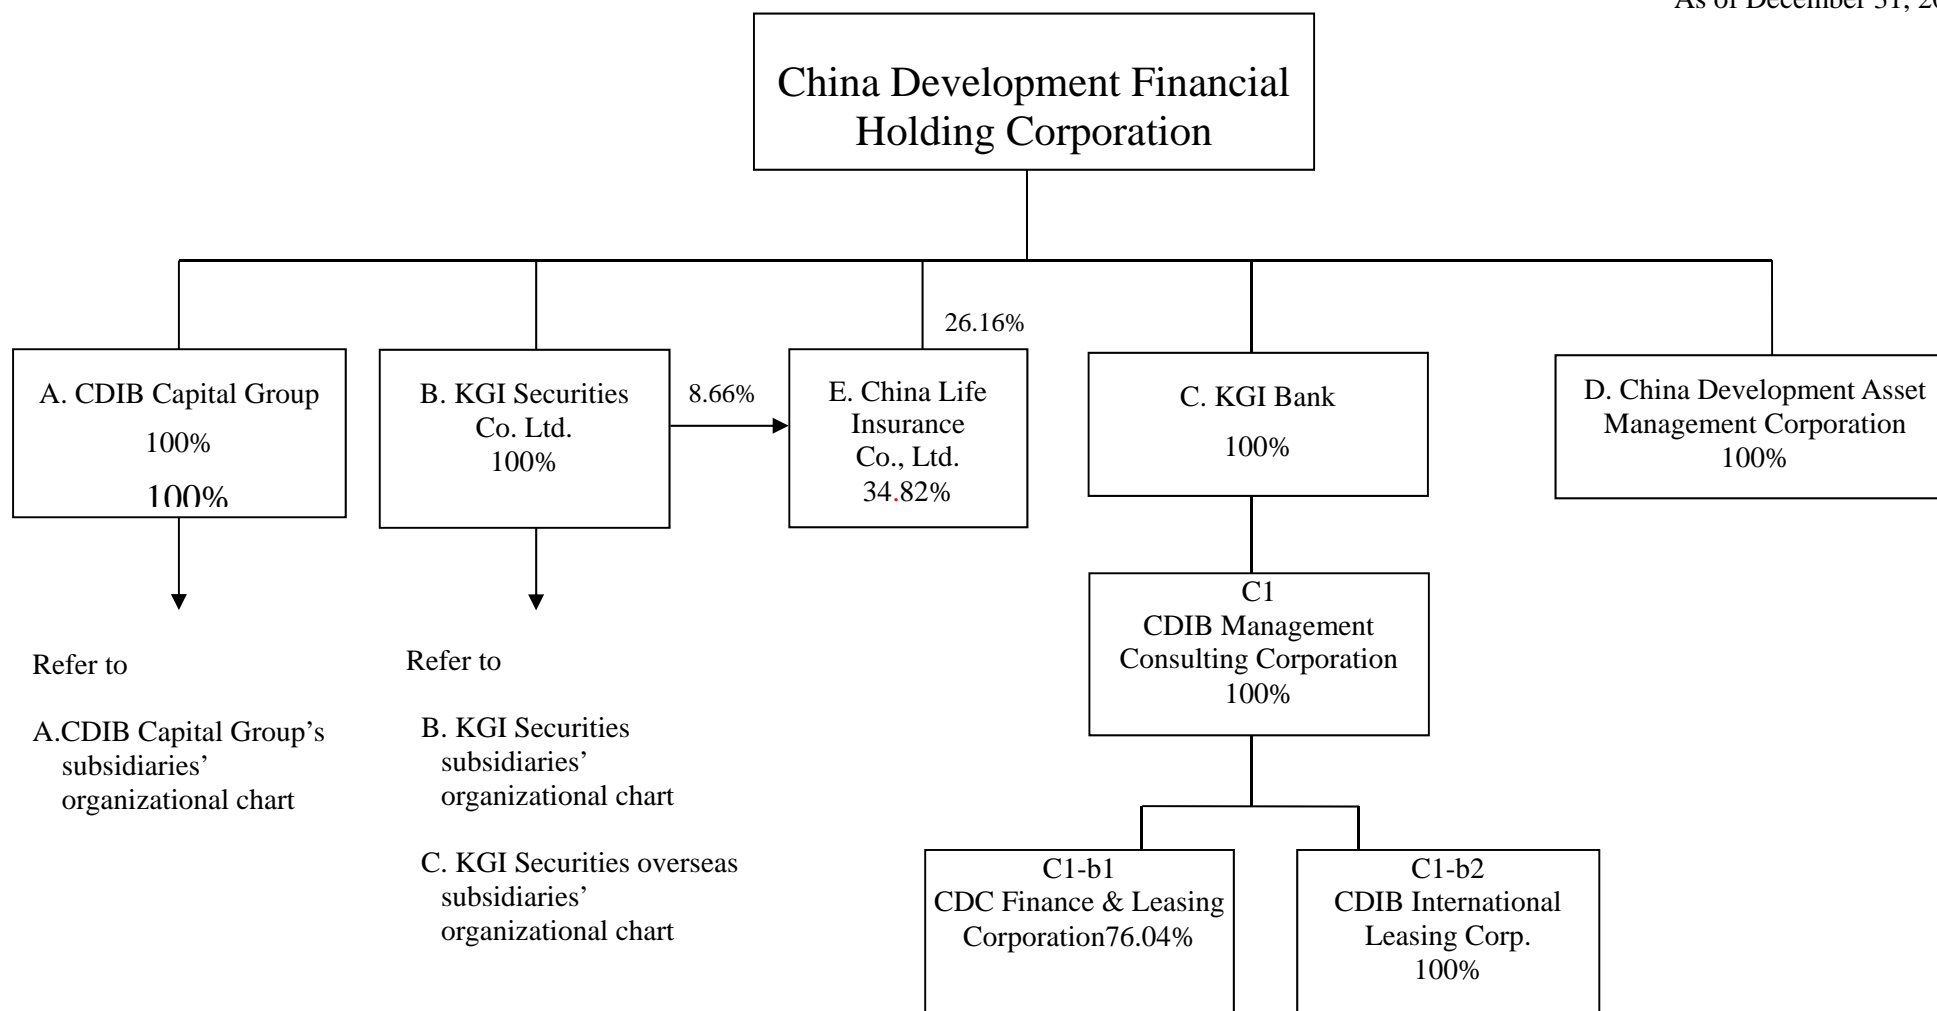 As of December 31, 20
China Development Financial
Holding Corporation
26.16%
A. CDIB Capital Group
100%
100%
B. KGI Securities
Co. Ltd.
100%
8.66%
E. China Life
Insurance
Co., Ltd.
34.82%
C. KGI Bank
100%
D. China Development Asset
Management Corporation
100%
Refer to
A.CDIB Capital Group’s
subsidiaries’
organizational chart
Refer to
B. KGI Securities
subsidiaries’
organizational chart
C. KGI Securities overseas
subsidiaries’
organizational chart
C1
CDIB Management
Consulting Corporation
100%
C1-b1
CDC Finance & Leasing
Corporation76.04%
C1-b2
CDIB International
Leasing Corp.
100%